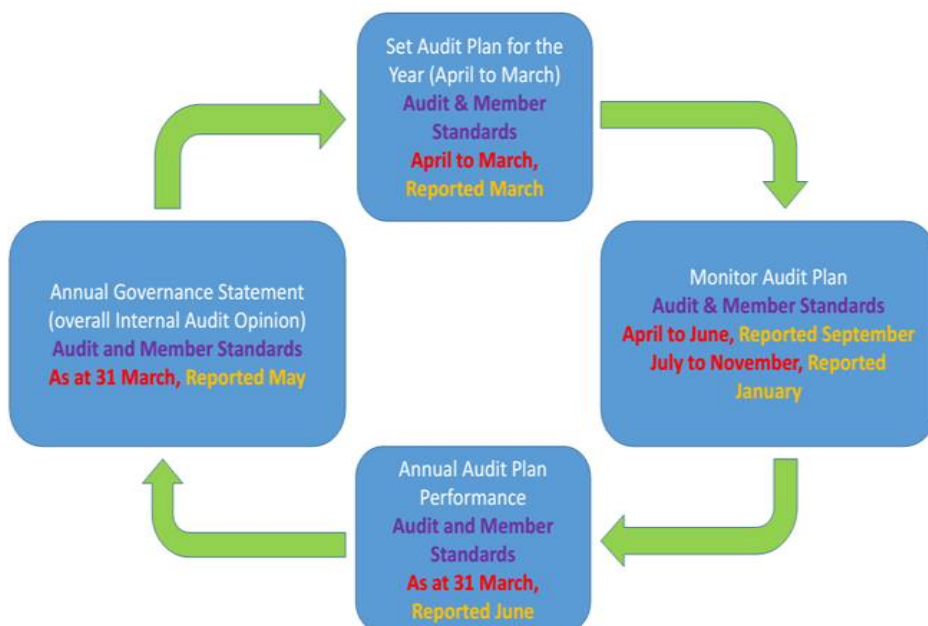 Set Audit Plan for the
Year (April to March)
Audit & Member
Standards
April to March,
Reported March
Monitor Audit Plan
Audit & Member Standards
April to June, Reported September
July to November, Reported
January
Annual Audit Plan
Performance
Audit and Member
Standards
As at 31 March,
Reported June
Annual Governance Statement
(overall Internal Audit Opinion)
Audit and Member Standards
As at 31 March, Reported May